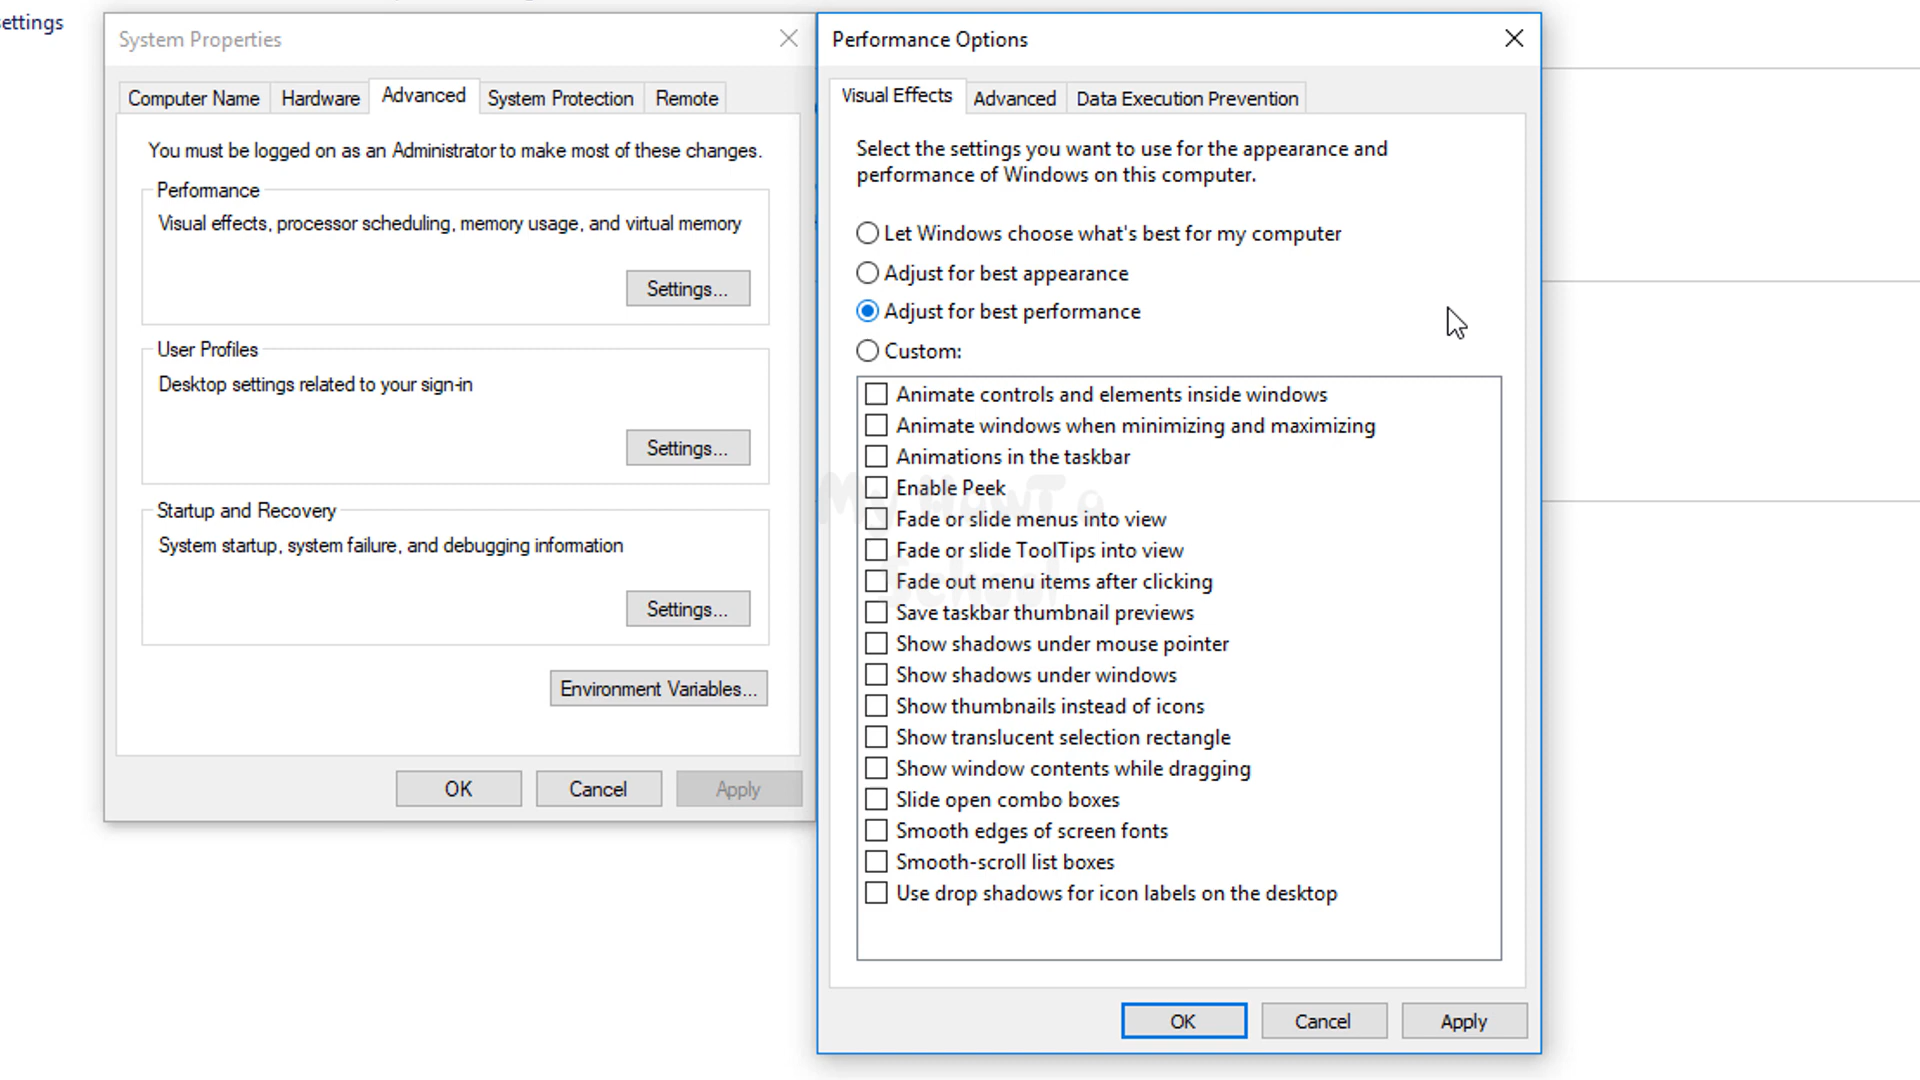 ettings
System Properties
Computer Name
Hardware
Advanced
System Protection
Remote
You must be logged on as an Administrator to make most of these changes.
Performance
Visual effects, processor scheduling, memory usage, and virtual memory
Settings...
User Profiles
Desktop settings related to your sign-in
Settings...
Startup and Recovery
System startup, system failure, and debugging information
Settings...
Environment Variables...
OK
Cancel
Apply
Performance Options
Visual Effects
Advanced
Data Execution Prevention
Select the settings you want to use for the appearance and
performance of Windows on this computer.
Let Windows choose what's best for my computer
Adjust for best appearance
Adjust for best performance
Custom:
Animate controls and elements inside windows
Animate windows when minimizing and maximizing
Animations in the taskbar
Enable Peek
Fade or slide menus into view
Fade or slide ToolTips into view
Fade out menu items after clicking
Save taskbar thumbnail previews
Show shadows under mouse pointer
Show shadows under windows
Show thumbnails instead of icons
Show translucent selection rectangle
Show window contents while dragging
Slide open combo boxes
Smooth edges of screen fonts
Smooth-scroll list boxes
Use drop shadows for icon labels on the desktop
My HowTo
School
OK
Cancel
Apply